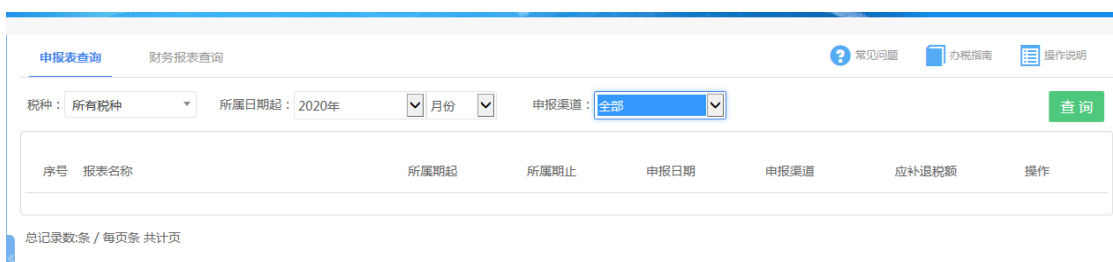 申报表查询 财务报表查询 常见问题 办税指南 操作说明
税种： 所有税种 所属日期起： 2020年 月份 申报渠道： 全部 查询
序号 报表名称 所属期起 所属期止 申报日期 申报渠道 应补退税额 操作
总记录数:条 / 每页条 共计页